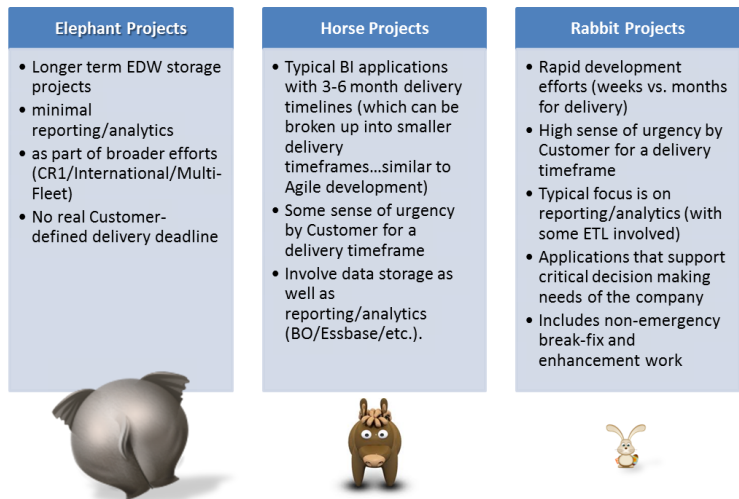 Elephant Projects
• Longer term EDW storage
projects
• minimal
reporting/analytics
• as part of broader efforts
(CR1/International/Multi-
Fleet)
• No real Customer-
defined delivery deadline
Horse Projects
• Typical BI applications
with 3-6 month delivery
timelines (which can be
broken up into smaller
delivery
timeframes...similar to
Agile development)
• Some sense of urgency
by Customer for a
delivery timeframe
• Involve data storage as
well as
reporting/analytics
(BO/Essbase/etc.).
Rabbit Projects
• Rapid development
efforts (weeks vs. months
for delivery)
• High sense of urgency by
Customer for a delivery
timeframe
• Typical focus is on
reporting/analytics (with
some ETL involved)
• Applications that support
critical decision making
needs of the company
• Includes non-emergency
break-fix and
enhancement work